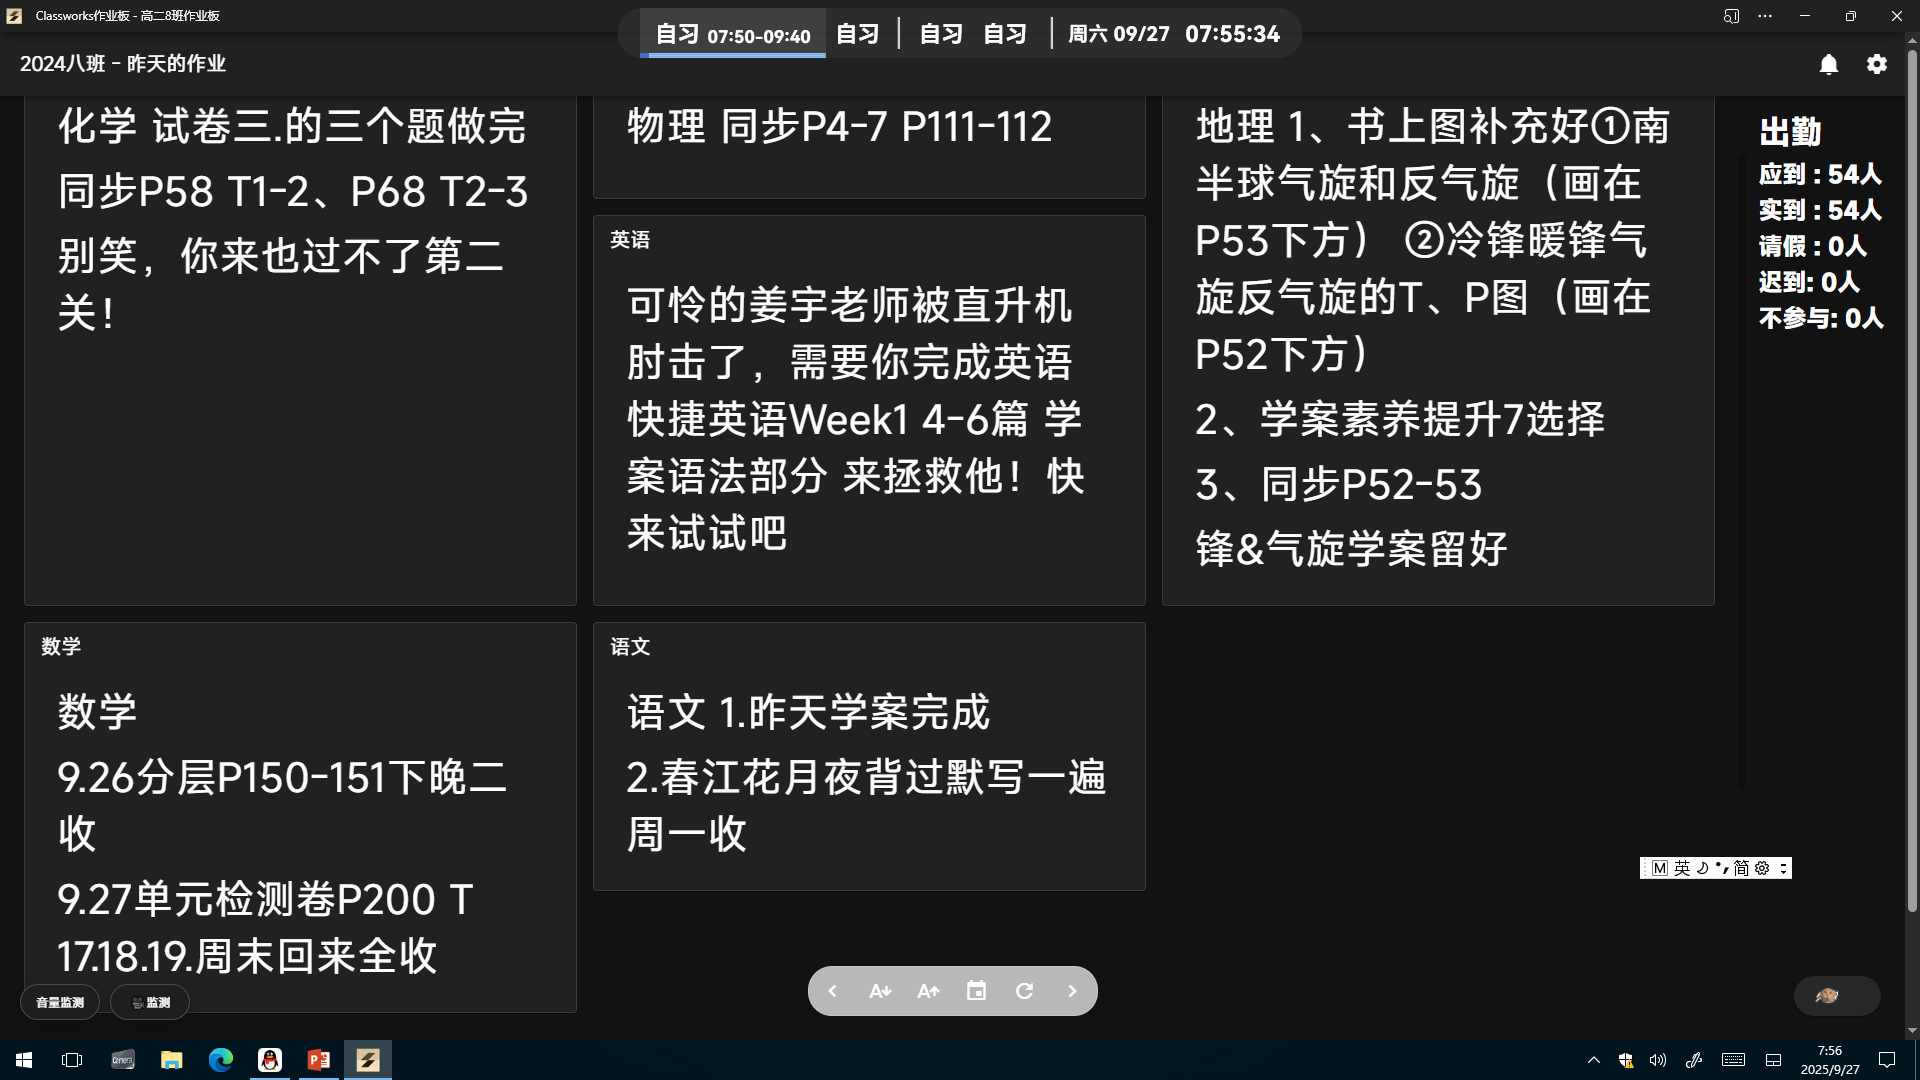 Classworks作业板 - 高二8班作业板
自习 07:50-09:40 自习 | 自习 自习 | 周六 09/27 07:55:34
2024八班 - 昨天的作业
化学 试卷三.的三个题做完
同步P58 T1-2、P68 T2-3
别笑，你来也过不了第二
关！
物理 同步P4-7 P111-112
英语
可怜的姜宇老师被直升机
肘击了，需要你完成英语
快捷英语Week1 4-6篇 学
案语法部分 来拯救他！快
来试试吧
地理 1、书上图补充好①南
半球气旋和反气旋（画在
P53下方） ②冷锋暖锋气
旋反气旋的T、P图（画在
P52下方）
2、学案素养提升7选择
3、同步P52-53
锋&气旋学案留好
出勤
应到 : 54人
实到 : 54人
请假 : 0人
迟到: 0人
不参与: 0人
数学
数学
9.26分层P150-151下晚二
收
9.27单元检测卷P200 T
17.18.19.周末回来全收
语文
语文 1.昨天学案完成
2.春江花月夜背过默写一遍
周一收
M 英 简
音量监测
监测
7:56
2025/9/27